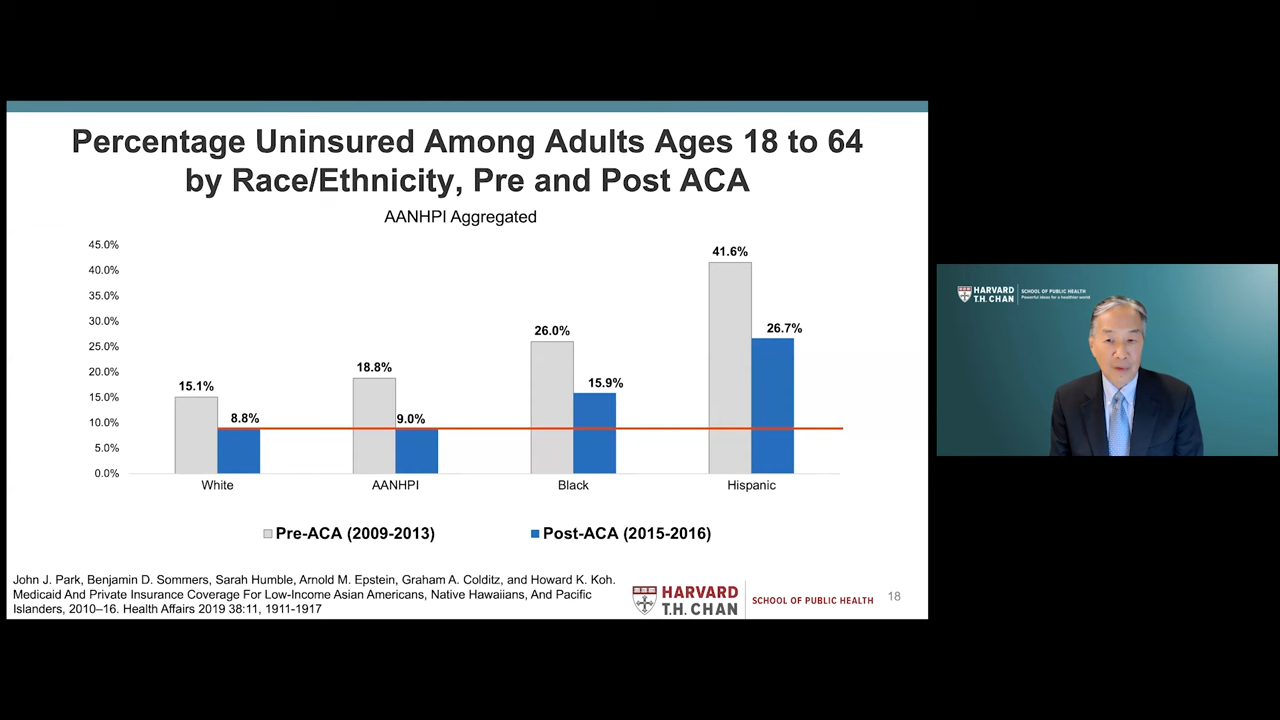 Percentage Uninsured Among Adults Ages 18 to 64
by Race/Ethnicity, Pre and Post ACA
AANHPI Aggregated
45.0%
40.0%
35.0%
30.0%
25.0%
20.0%
15.0%
10.0%
5.0%
0.0%
15.1%
8.8%
18.8%
9.0%
26.0%
15.9%
41.6%
26.7%
White
AANHPI
Black
Hispanic
Pre-ACA (2009-2013)
Post-ACA (2015-2016)
John J. Park, Benjamin D. Sommers, Sarah Humble, Arnold M. Epstein, Graham A. Colditz, and Howard K. Koh.
Medicaid And Private Insurance Coverage For Low-Income Asian Americans, Native Hawaiians, And Pacific
Islanders, 2010–16. Health Affairs 2019 38:11, 1911-1917
HARVARD
T.H. CHAN
SCHOOL OF PUBLIC HEALTH
18
HARVARD
T.H. CHAN
SCHOOL OF PUBLIC HEALTH
Powerful ideas for a healthier world